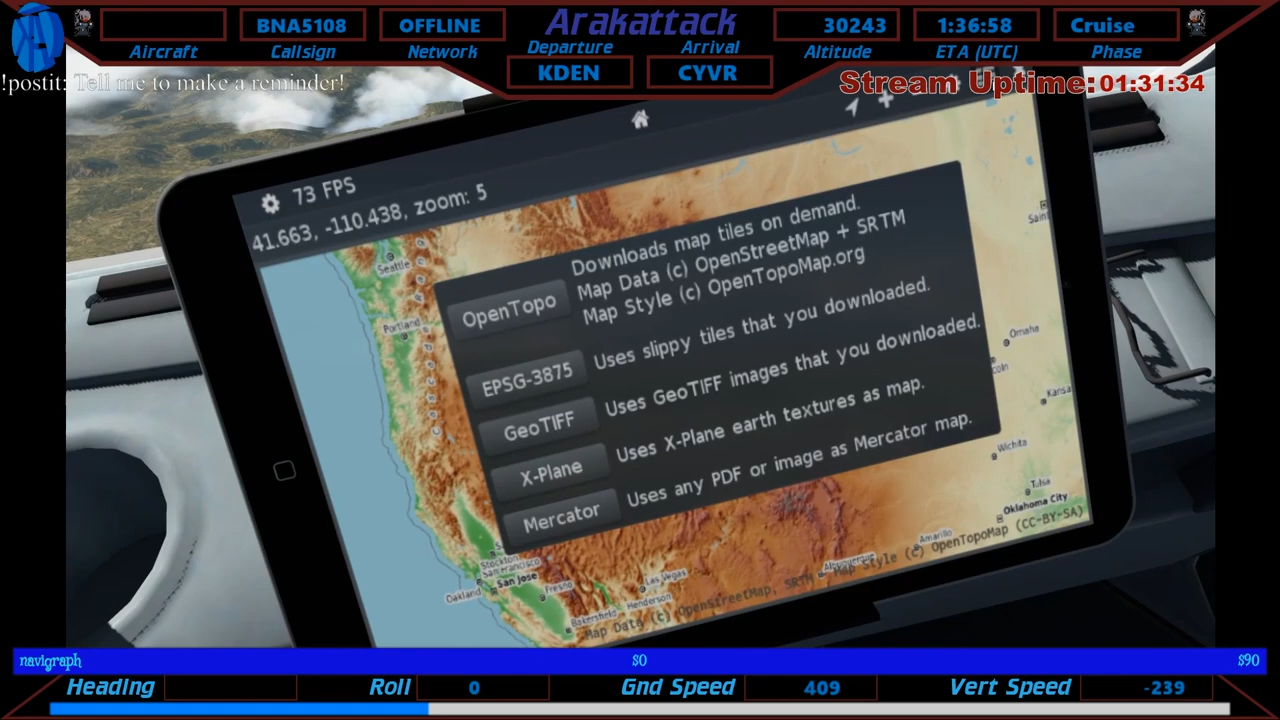 BNA5108
OFFLINE
Arakattack
30243
1:36:58
Cruise
Aircraft
Callsign
Network
Departure
Arrival
Altitude
ETA (UTC)
Phase
KDEN
CYVR
!postit: Tell me to make a reminder!
Stream Uptime: 01:31:34
73 FPS
41.663, -110.438, zoom: 5
OpenTopo
Downloads map tiles on demand.
Map Data (c) OpenStreetMap + SRTM
Map Style (c) OpenTopoMap.org
EPSG-3875
Uses slippy tiles that you downloaded.
GeoTIFF
Uses GeoTIFF images that you downloaded.
X-Plane
Uses X-Plane earth textures as map.
Mercator
Uses any PDF or image as Mercator map.
Seattle
Portland
Omaha
Wichita
Tulsa
Oklahoma City
Amarillo
Albuquerque
Stockton
San Francisco
Oakland
San Jose
Fresno
Las Vegas
Henderson
Bakersfield
Map Data (c) OpenStreetMap, SRTM - Map Style (c) OpenTopoMap (CC-BY-SA)
navigraph
$0
$90
Heading
Roll
0
Gnd Speed
409
Vert Speed
-239